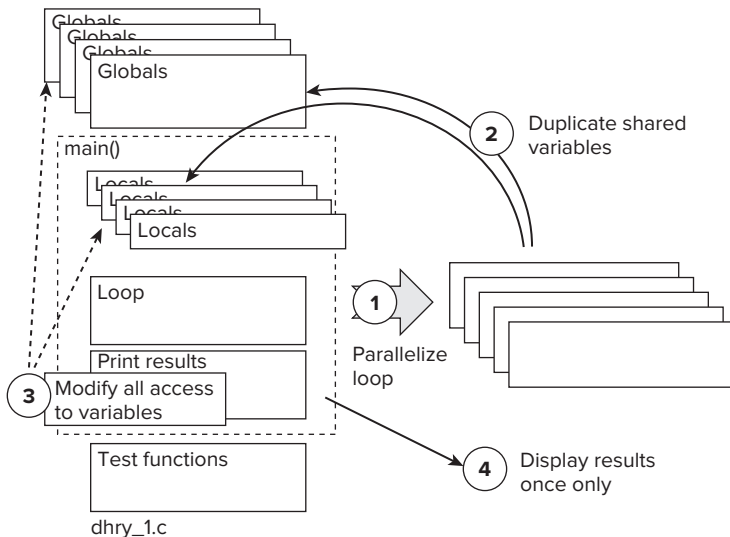 Globals
Globals
Globals
Globals
2
Duplicate shared
variables
main()
Locals
Locals
Locals
Locals
Loop
1
Parallelize
loop
Print results
3
Modify all access
to variables
4
Display results
once only
Test functions
dhry_1.c